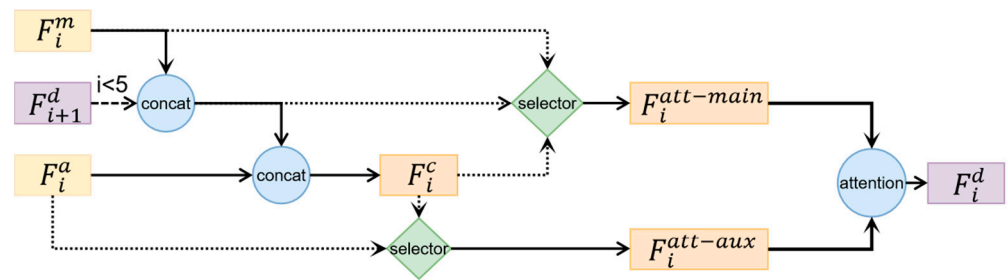 F_i^m
i<5
F_{i+1}^d
concat
selector
F_i^{att-main}
F_i^a
concat
F_i^c
attention
F_i^d
selector
F_i^{att-aux}